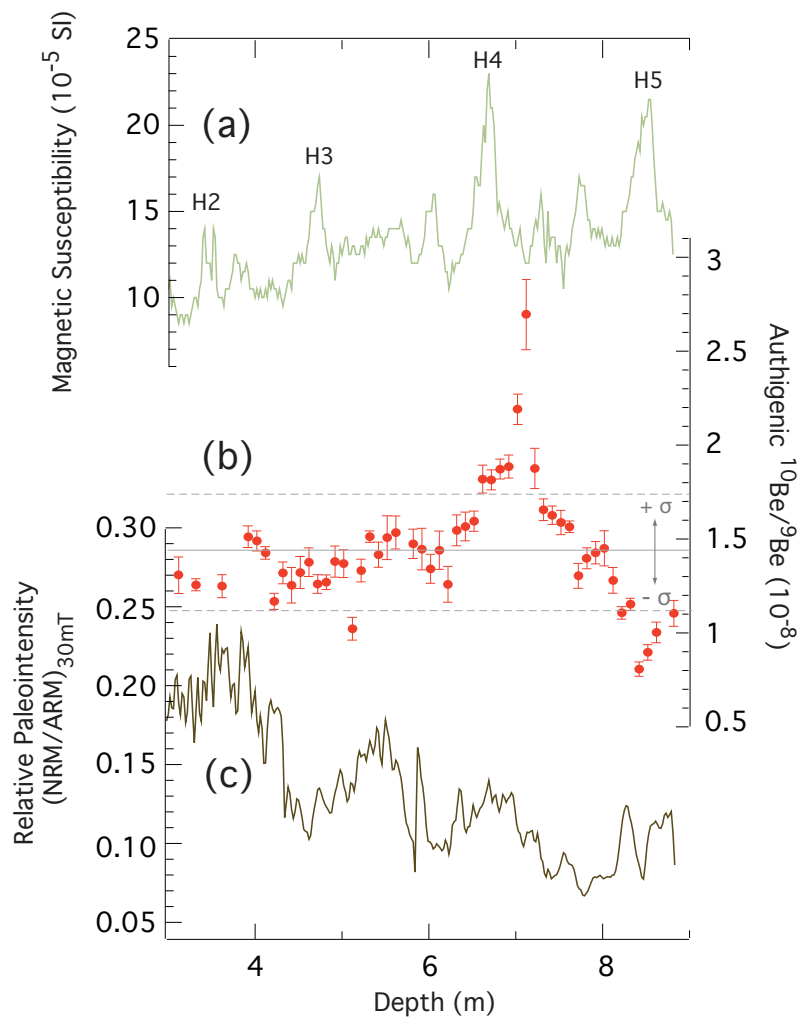 Magnetic Susceptibility (10⁻⁵ SI)
25
20
15
10
(a)
H2
H3
H4
H5
Authigenic ¹⁰Be/⁹Be (10⁻⁸)
3
2.5
2
1.5
1
0.5
(b)
+ σ
- σ
Relative Paleointensity
(NRM/ARM)₃₀ₘT
0.30
0.25
0.20
0.15
0.10
0.05
(c)
4
6
8
Depth (m)